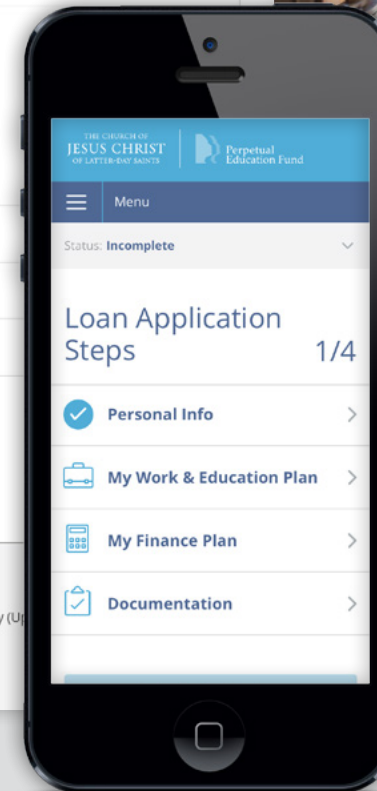 THE CHURCH OF
JESUS CHRIST
OF LATTER-DAY SAINTS
Perpetual
Education Fund
Menu
Status: Incomplete
Loan Application
Steps 1/4
Personal Info
My Work & Education Plan
My Finance Plan
Documentation